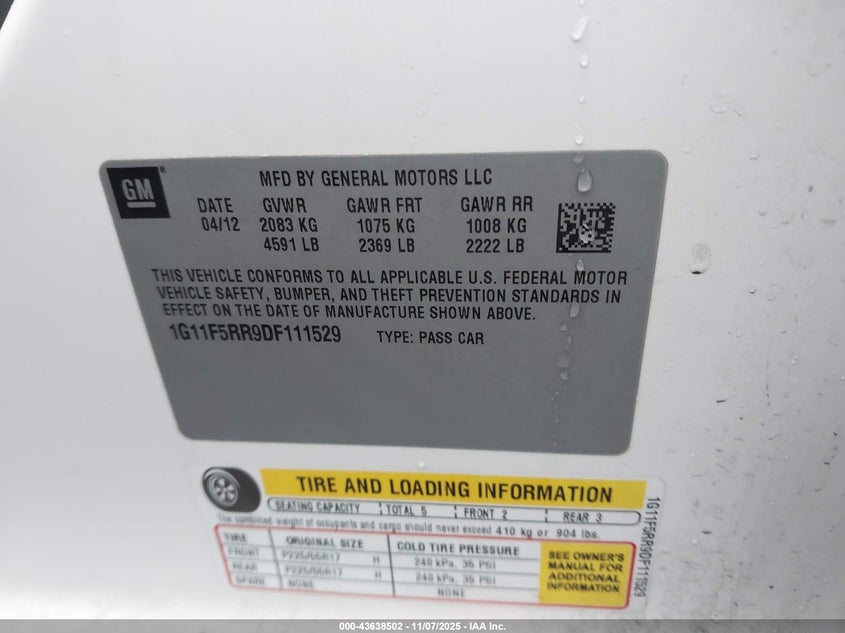 GM
MFD BY GENERAL MOTORS LLC
DATE GVWR GAWR FRT GAWR RR
04/12 2083 KG 1075 KG 1008 KG
4591 LB 2369 LB 2222 LB
THIS VEHICLE CONFORMS TO ALL APPLICABLE U.S. FEDERAL MOTOR
VEHICLE SAFETY, BUMPER, AND THEFT PREVENTION STANDARDS IN
EFFECT ON THE DATE OF MANUFACTURE SHOWN ABOVE.
1G11F5RR9DF111529 TYPE: PASS CAR
TIRE AND LOADING INFORMATION
SEATING CAPACITY TOTAL 5 FRONT 2 REAR 3
The combined weight of occupants and cargo should never exceed 410 kg or 904 lbs.
TIRE ORIGINAL SIZE COLD TIRE PRESSURE
FRONT P225/55R17 H 240 kPa, 35 PSI
REAR P225/55R17 H 240 kPa, 35 PSI
SPARE NONE NONE
SEE OWNER'S
MANUAL FOR
ADDITIONAL
INFORMATION
1G11F5RR9DF111529
000-43638502 - 11/07/2025 - IAA Inc.